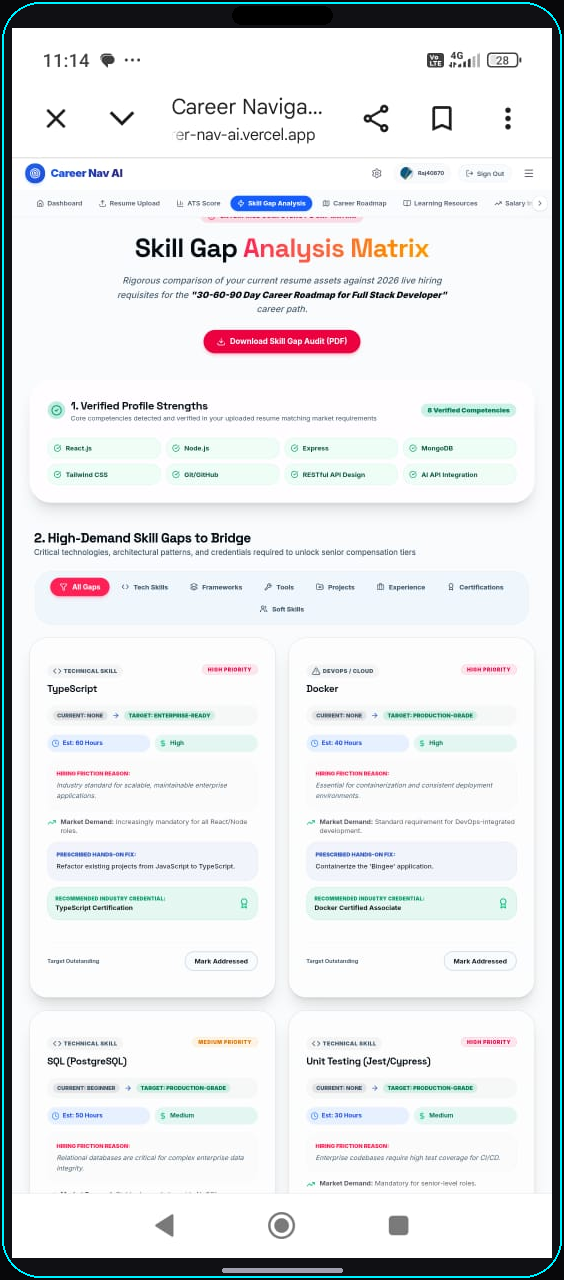 11:14
Vo LTE 4G 28
Career Naviga...
er-nav-ai.vercel.app
Career Nav AI
Raj40870
Sign Out
Dashboard
Resume Upload
ATS Score
Skill Gap Analysis
Career Roadmap
Learning Resources
Salary In
Skill Gap Analysis Matrix
Rigorous comparison of your current resume assets against 2026 live hiring
requisites for the "30-60-90 Day Career Roadmap for Full Stack Developer"
career path.
Download Skill Gap Audit (PDF)
1. Verified Profile Strengths
Core competencies detected and verified in your uploaded resume matching market requirements
8 Verified Competencies
React.js
Node.js
Express
MongoDB
Tailwind CSS
Git/GitHub
RESTful API Design
AI API Integration
2. High-Demand Skill Gaps to Bridge
Critical technologies, architectural patterns, and credentials required to unlock senior compensation tiers
All Gaps
Tech Skills
Frameworks
Tools
Projects
Experience
Certifications
Soft Skills
TECHNICAL SKILL
HIGH PRIORITY
TypeScript
CURRENT: NONE → TARGET: ENTERPRISE-READY
Est: 60 Hours
$ High
HIRING FRICTION REASON:
Industry standard for scalable, maintainable enterprise
applications.
Market Demand: Increasingly mandatory for all React/Node
roles.
PRESCRIBED HANDS-ON FIX:
Refactor existing projects from JavaScript to TypeScript.
RECOMMENDED INDUSTRY CREDENTIAL:
TypeScript Certification
Target Outstanding
Mark Addressed
DEVOPS / CLOUD
HIGH PRIORITY
Docker
CURRENT: NONE → TARGET: PRODUCTION-GRADE
Est: 40 Hours
$ High
HIRING FRICTION REASON:
Essential for containerization and consistent deployment
environments.
Market Demand: Standard requirement for DevOps-integrated
development.
PRESCRIBED HANDS-ON FIX:
Containerize the 'Bingee' application.
RECOMMENDED INDUSTRY CREDENTIAL:
Docker Certified Associate
Target Outstanding
Mark Addressed
TECHNICAL SKILL
MEDIUM PRIORITY
SQL (PostgreSQL)
CURRENT: BEGINNER → TARGET: PRODUCTION-GRADE
Est: 50 Hours
$ Medium
HIRING FRICTION REASON:
Relational databases are critical for complex enterprise data
integrity.
TECHNICAL SKILL
HIGH PRIORITY
Unit Testing (Jest/Cypress)
CURRENT: NONE → TARGET: PRODUCTION-GRADE
Est: 30 Hours
$ Medium
HIRING FRICTION REASON:
Enterprise codebases require high test coverage for CI/CD.
Market Demand: Mandatory for senior-level roles.